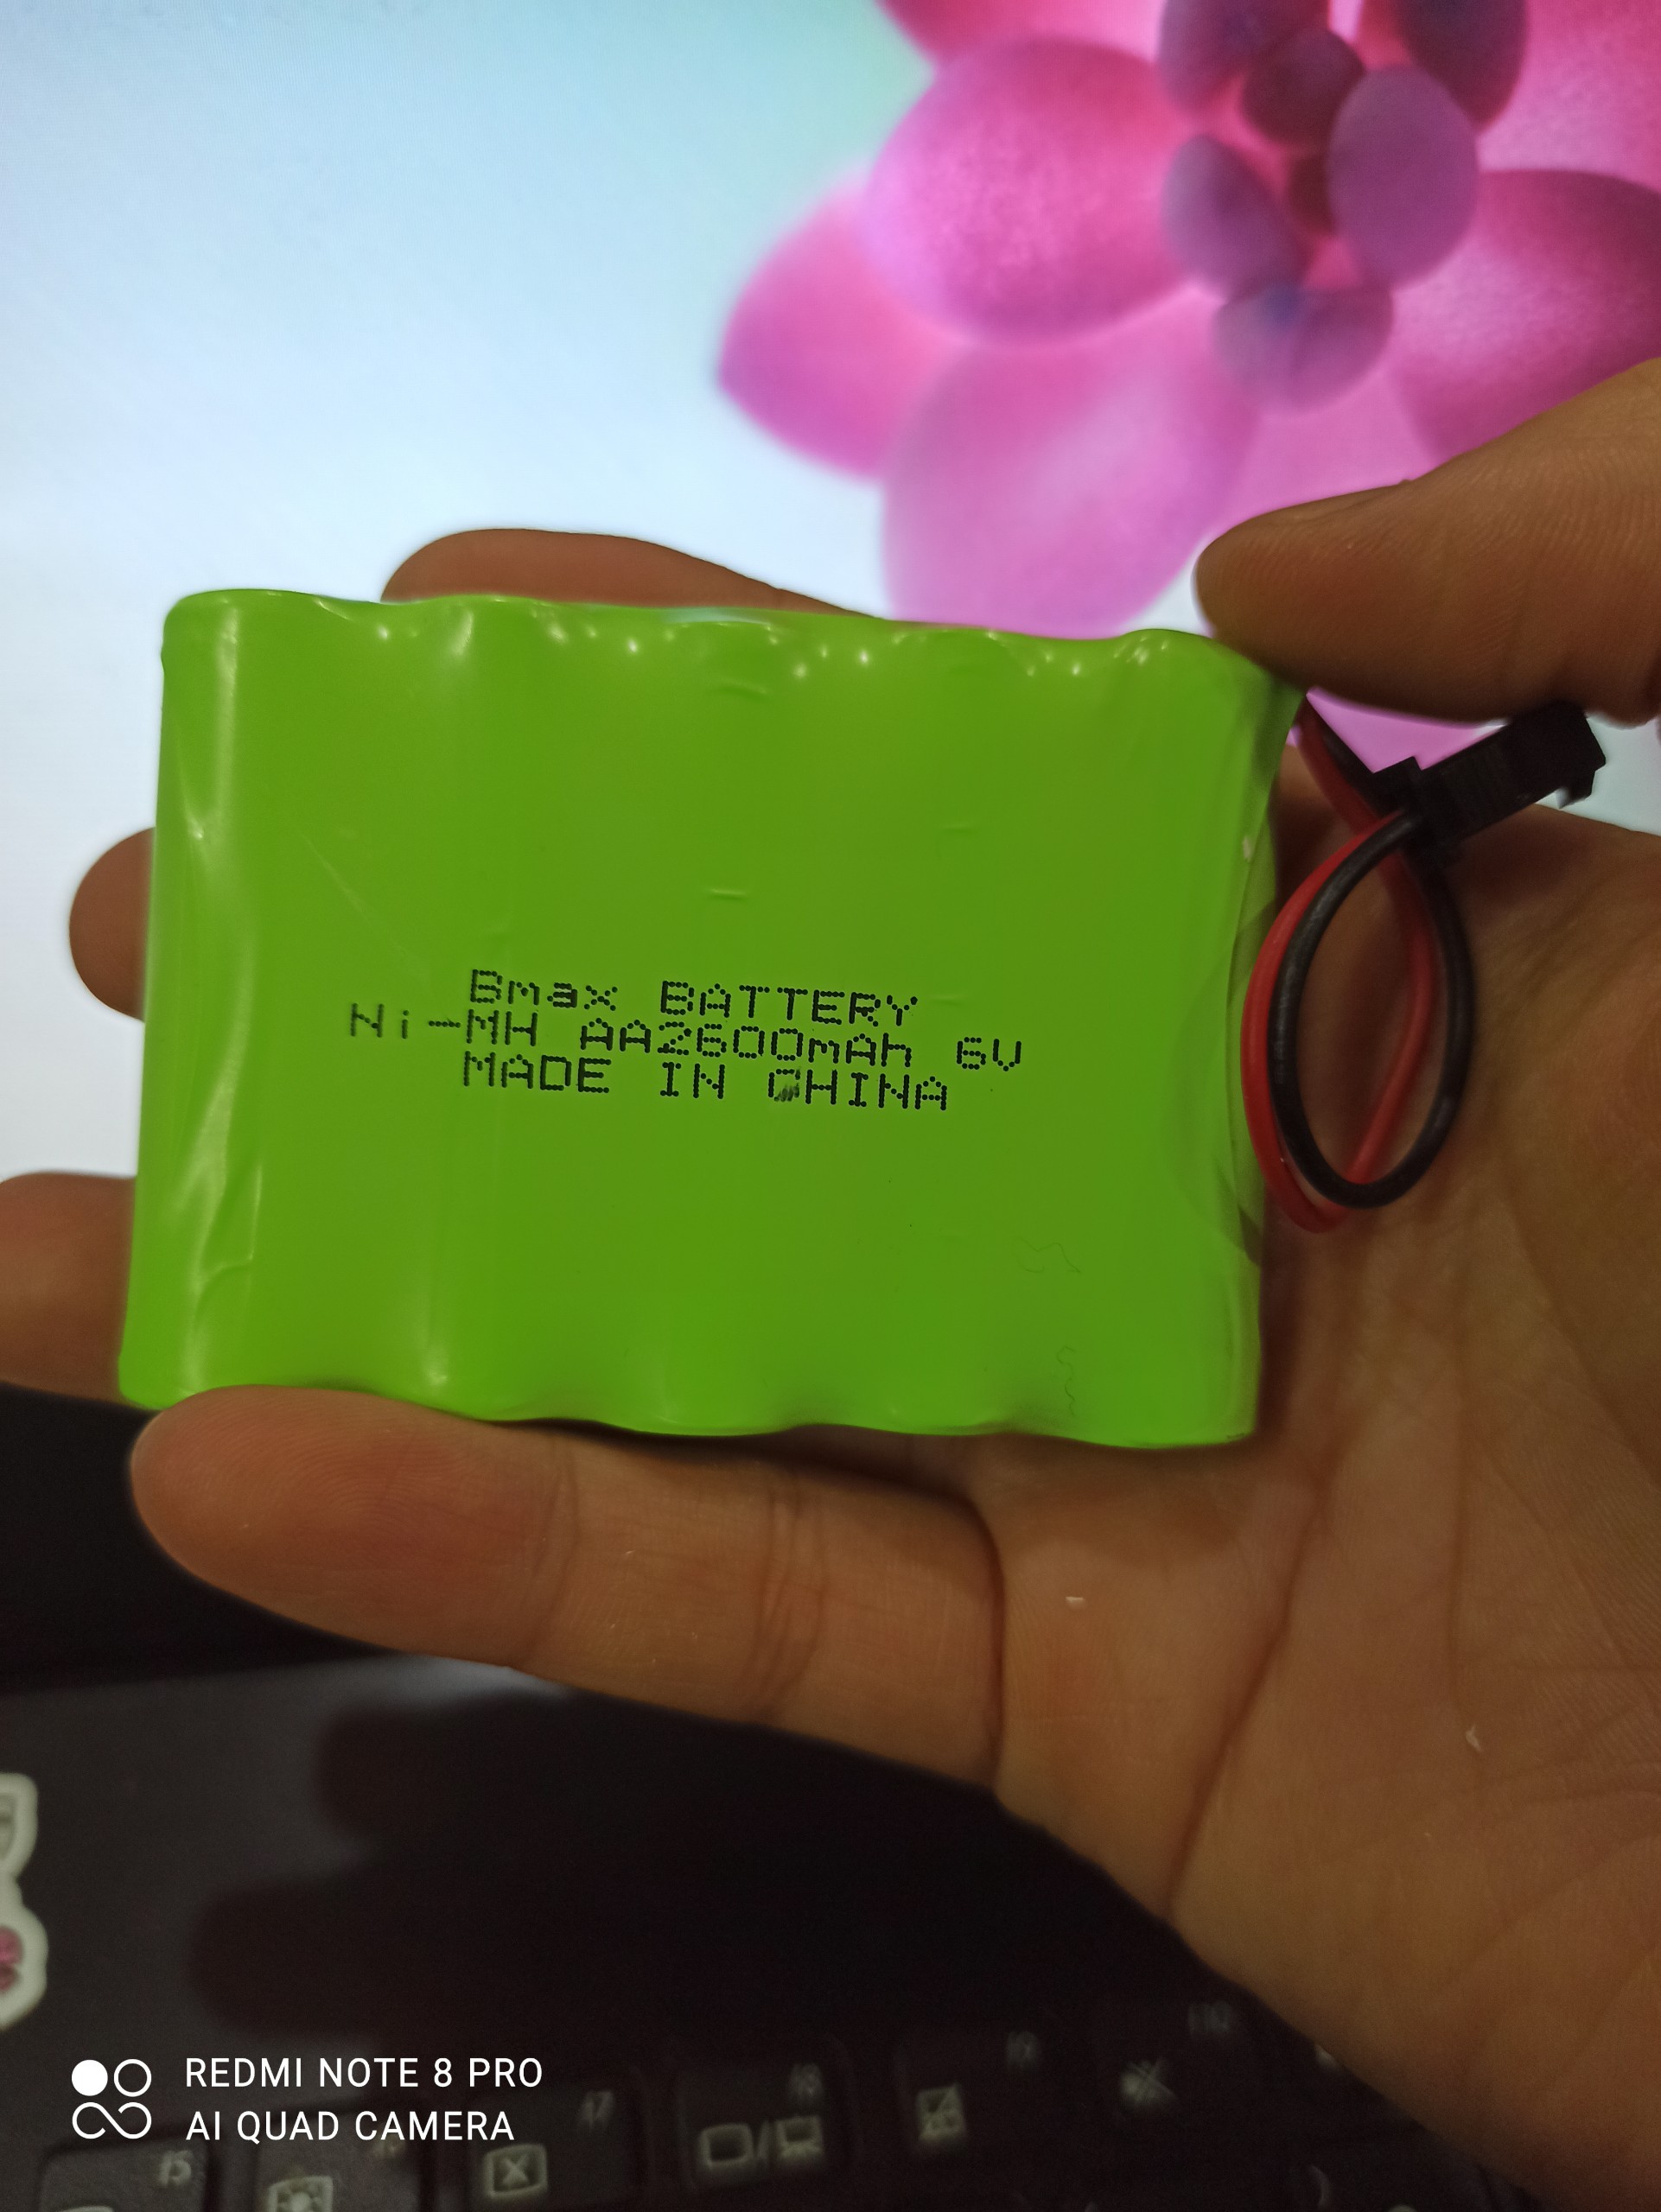 Bmax BATTERY
Ni-MH AA2600mAh 6V
MADE IN CHINA
REDMI NOTE 8 PRO
AI QUAD CAMERA